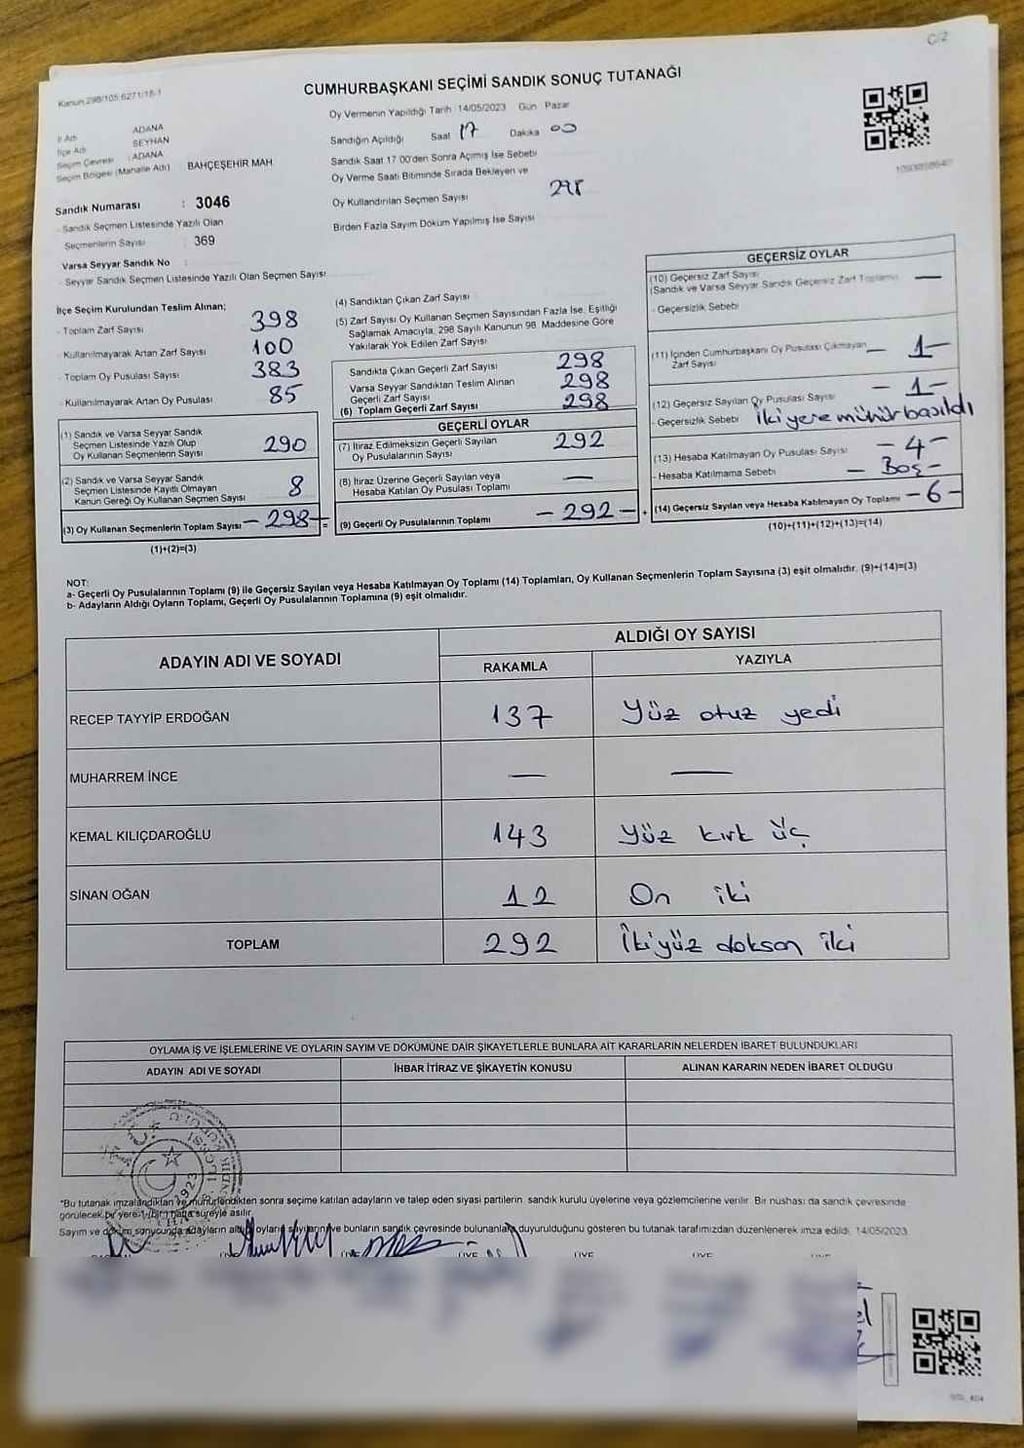 C/2
Kanun 298/105 6271/18-1
CUMHURBAŞKANI SEÇİMİ SANDIK SONUÇ TUTANAĞI
Oy Vermenin Yapıldığı Tarih 14/05/2023 Gün Pazar
İl Adı ADANA
İlçe Adı SEYHAN
Seçim Çevresi : ADANA
Seçim Bölgesi (Mahalle Adı) BAHÇEŞEHİR MAH.
Sandığın Açıldığı Saat 17 Dakika 00
Sandık Saat 17 00'den Sonra Açımış İse Sebebi
Oy Verme Saati Bitiminde Sırada Bekleyen ve
Oy Kullandırılan Seçmen Sayısı 298
Birden Fazla Sayım Döküm Yapılmış İse Sayısı
Sandık Numarası : 3046
- Sandık Seçmen Listesinde Yazılı Olan
Seçmenlerin Sayısı : 369
Varsa Seyyar Sandık No :
- Seyyar Sandık Seçmen Listesinde Yazılı Olan Seçmen Sayısı
İlçe Seçim Kurulundan Teslim Alınan;
- Toplam Zarf Sayısı 398
- Kullanılmayarak Artan Zarf Sayısı 100
- Toplam Oy Pusulası Sayısı 383
- Kullanılmayarak Artan Oy Pusulası 85
(1) Sandık ve Varsa Seyyar Sandık
Seçmen Listesinde Yazılı Olup
Oy Kullanan Seçmenlerin Sayısı 290
(2) Sandık ve Varsa Seyyar Sandık
Seçmen Listesinde Kayıtlı Olmayan
Kanun Gereği Oy Kullanan Seçmen Sayısı 8
(3) Oy Kullanan Seçmenlerin Toplam Sayısı - 298 - =
(1)+(2)=(3)
(4) Sandıktan Çıkan Zarf Sayısı
(5) Zarf Sayısı Oy Kullanan Seçmen Sayısından Fazla İse, Eşitliği
Sağlamak Amacıyla, 298 Sayılı Kanunun 98. Maddesine Göre
Yakılarak Yok Edilen Zarf Sayısı
Sandıkta Çıkan Geçerli Zarf Sayısı 298
Varsa Seyyar Sandıktan Teslim Alınan
Geçerli Zarf Sayısı 298
(6) Toplam Geçerli Zarf Sayısı 298
GEÇERLİ OYLAR
(7) İtiraz Edilmeksizin Geçerli Sayılan
Oy Pusulalarının Sayısı 292
(8) İtiraz Üzerine Geçerli Sayılan veya
Hesaba Katılan Oy Pusulası Toplamı —
(9) Geçerli Oy Pusulalarının Toplamı - 292 - +
GEÇERSİZ OYLAR
(10) Geçersiz Zarf Sayısı
(Sandık ve Varsa Seyyar Sandık Geçersiz Zarf Toplamı) —
- Geçersizlik Sebebi
(11) İçinden Cumhurbaşkanı Oy Pusulası Çıkmayan
Zarf Sayısı — 1 —
(12) Geçersiz Sayılan Oy Pusulası Sayısı - 1 -
- Geçersizlik Sebebi İki yere mühür basıldı
(13) Hesaba Katılmayan Oy Pusulası Sayısı - 4 -
- Hesaba Katılmama Sebebi — Boş -
(14) Geçersiz Sayılan veya Hesaba Katılmayan Oy Toplamı - 6 -
(10)+(11)+(12)+(13)=(14)
NOT:
a- Geçerli Oy Pusulalarının Toplamı (9) ile Geçersiz Sayılan veya Hesaba Katılmayan Oy Toplamı (14) Toplamları, Oy Kullanan Seçmenlerin Toplam Sayısına (3) eşit olmalıdır. (9)+(14)=(3)
b- Adayların Aldığı Oyların Toplamı, Geçerli Oy Pusulalarının Toplamına (9) eşit olmalıdır.
ADAYIN ADI VE SOYADI ALDIĞI OY SAYISI
RAKAMLA YAZIYLA
RECEP TAYYİP ERDOĞAN 137 Yüz otuz yedi
MUHARREM İNCE — —
KEMAL KILIÇDAROĞLU 143 Yüz kırk üç
SİNAN OĞAN 12 On iki
TOPLAM 292 İkiyüz doksan iki
OYLAMA İŞ VE İŞLEMLERİNE VE OYLARIN SAYIM VE DÖKÜMÜNE DAİR ŞİKAYETLERLE BUNLARA AİT KARARLARIN NELERDEN İBARET BULUNDUKLARI
ADAYIN ADI VE SOYADI İHBAR İTİRAZ VE ŞİKAYETİN KONUSU ALINAN KARARIN NEDEN İBARET OLDUĞU
*Bu tutanak imzalandıktan ve mühürlendikten sonra seçime katılan adayların ve talep eden siyasi partilerin, sandık kurulu üyelerine veya gözlemcilerine verilir. Bir nüshası da sandık çevresinde
görülecek bir yere 1 (bir) hafta süreyle asılır.
Sayım ve döküm sonucunda adayların aldığı oyların sayılarını ve bunların sandık çevresinde bulunanlara duyurulduğunu gösteren bu tutanak tarafımızdan düzenlenerek imza edildi. 14/05/2023
ÜYE ÜYE ÜYE ÜYE